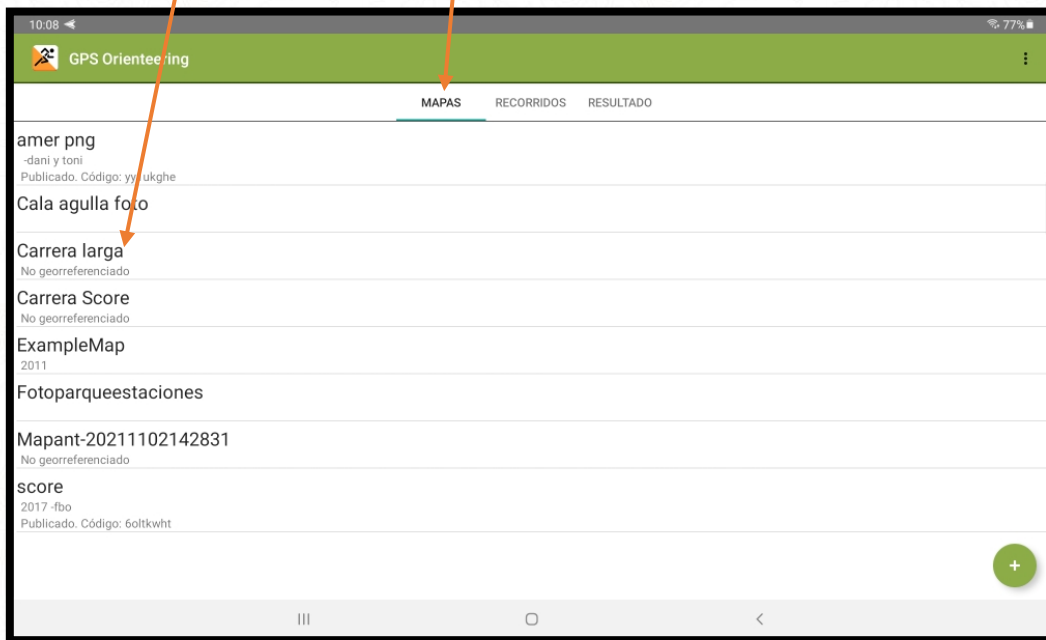 10:08
77%
GPS Orienteering
MAPAS RECORRIDOS RESULTADO
amer png
-dani y toni
Publicado. Código:
Cala agulla foto
Carrera larga
No georreferenciado
Carrera Score
No georreferenciado
ExampleMap
2011
Fotoparqueestaciones
Mapant-20211102142831
No georreferenciado
score
2017 -fbo
Publicado. Código: 6oltkwht